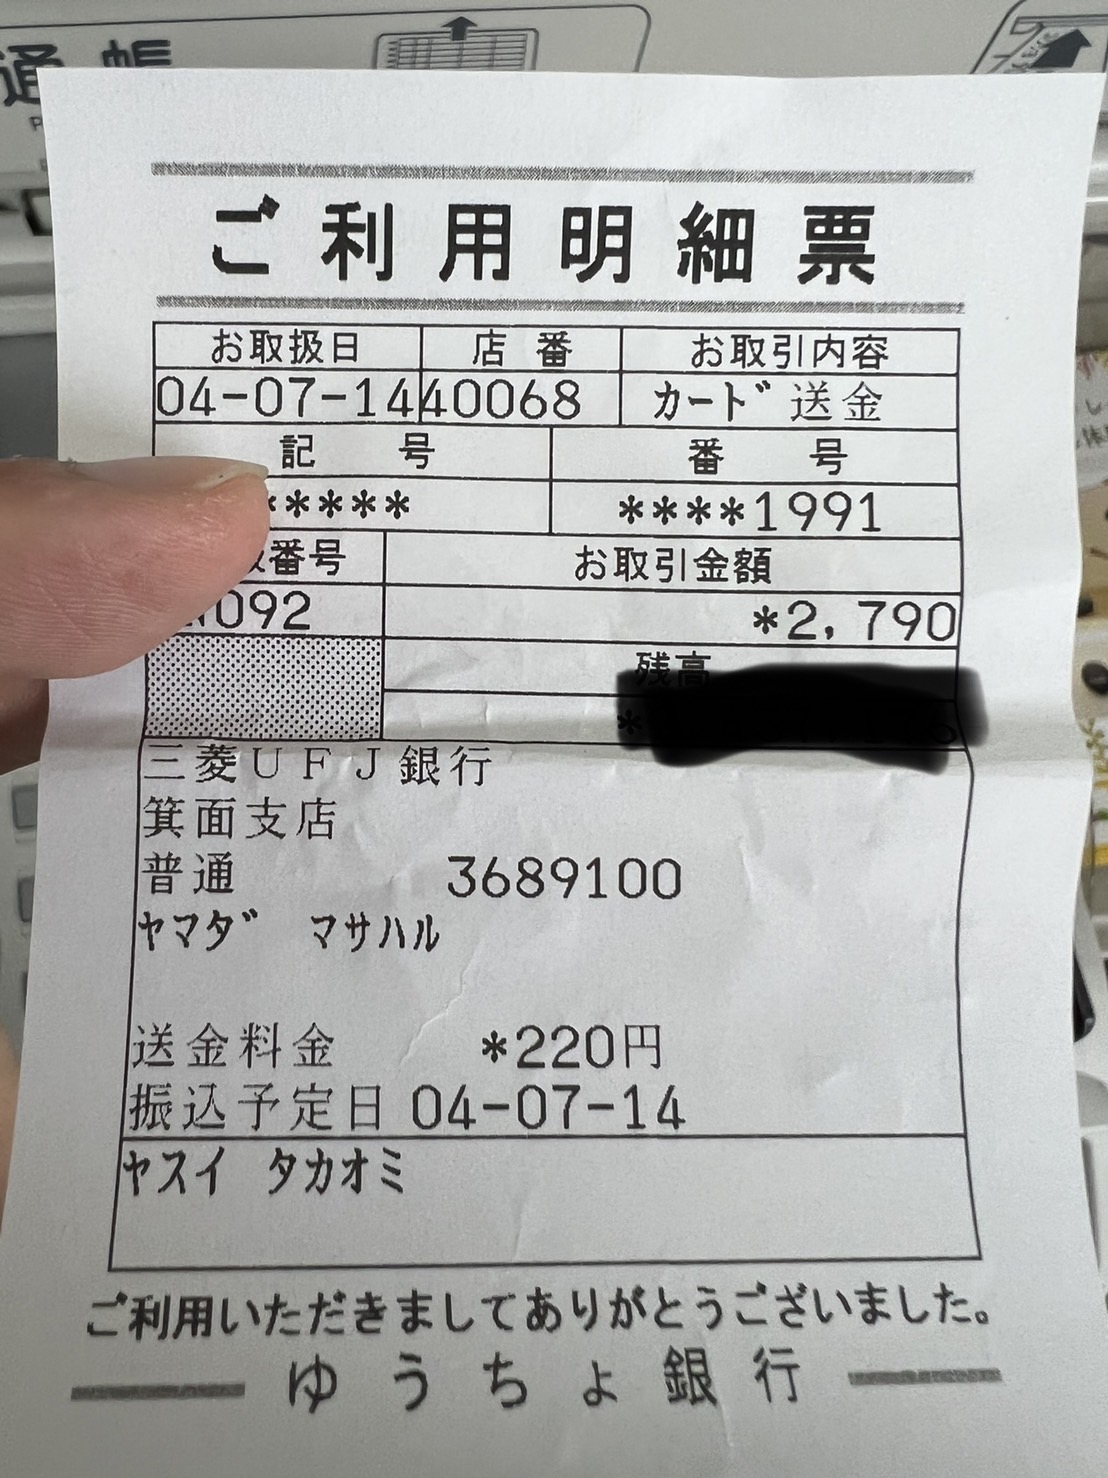 通帳
ご利用明細票
お取扱日 店番 お取引内容
04-07-14 40068 カード送金
記号 番号
***** ****1991
番号 お取引金額
092 *2,790
残高
*
三菱UFJ銀行
箕面支店
普通 3689100
ヤマダ マサハル
送金料金 *220円
振込予定日 04-07-14
ヤスイ タカオミ
ご利用いただきましてありがとうございました。
ゆうちょ銀行